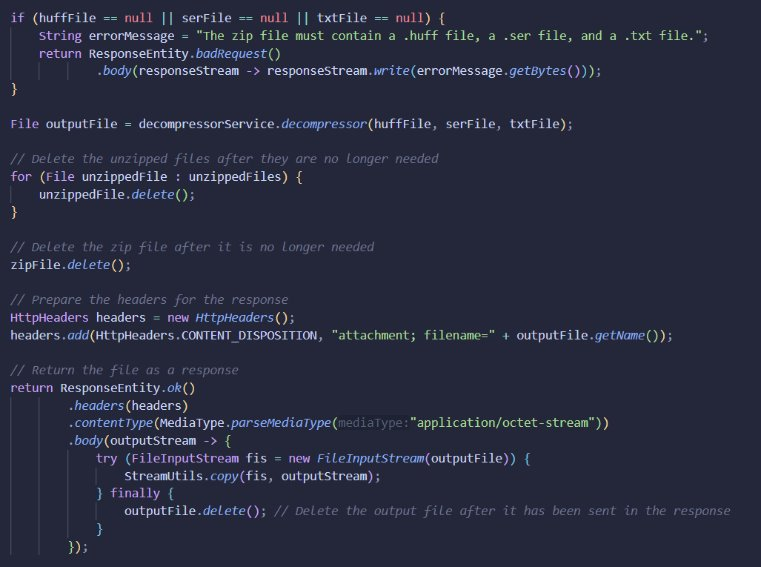 if (huffFile == null || serFile == null || txtFile == null) {
String errorMessage = "The zip file must contain a .huff file, a .ser file, and a .txt file.";
return ResponseEntity.badRequest()
.body(responseStream -> responseStream.write(errorMessage.getBytes()));
}
File outputFile = decompressorService.decompressor(huffFile, serFile, txtFile);
// Delete the unzipped files after they are no longer needed
for (File unzippedFile : unzippedFiles) {
unzippedFile.delete();
}
// Delete the zip file after it is no longer needed
zipFile.delete();
// Prepare the headers for the response
HttpHeaders headers = new HttpHeaders();
headers.add(HttpHeaders.CONTENT_DISPOSITION, "attachment; filename=" + outputFile.getName());
// Return the file as a response
return ResponseEntity.ok()
.headers(headers)
.contentType(MediaType.parseMediaType(mediaType:"application/octet-stream"))
.body(outputStream -> {
try (FileInputStream fis = new FileInputStream(outputFile)) {
StreamUtils.copy(fis, outputStream);
} finally {
outputFile.delete(); // Delete the output file after it has been sent in the response
}
});